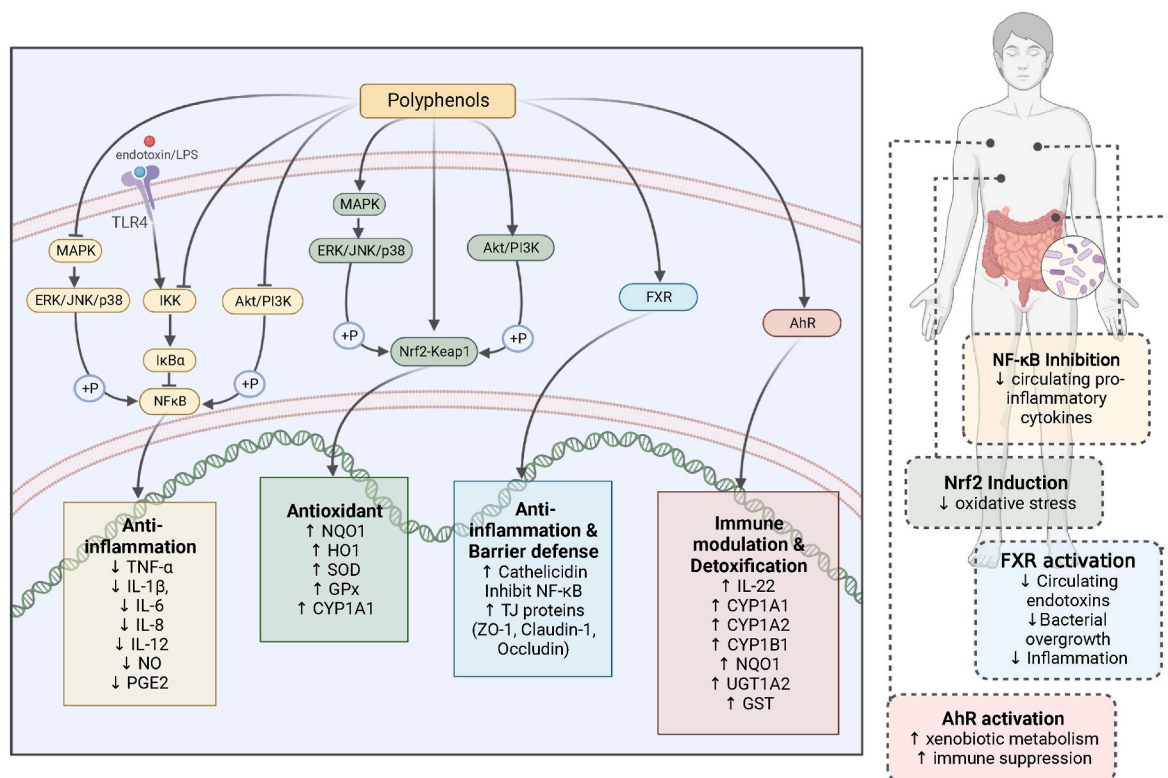 Polyphenols
endotoxin/LPS
TLR4
MAPK
ERK/JNK/p38
IKK
Akt/PI3K
IκBα
+P
+P
NFκB
MAPK
ERK/JNK/p38
Akt/PI3K
+P
+P
Nrf2-Keap1
FXR
AhR
Anti-
inflammation
↓ TNF-α
↓ IL-1β,
↓ IL-6
↓ IL-8
↓ IL-12
↓ NO
↓ PGE2
Antioxidant
↑ NQO1
↑ HO1
↑ SOD
↑ GPx
↑ CYP1A1
Anti-
inflammation &
Barrier defense
↑ Cathelicidin
Inhibit NF-κB
↑ TJ proteins
(ZO-1, Claudin-1,
Occludin)
Immune
modulation &
Detoxification
↑ IL-22
↑ CYP1A1
↑ CYP1A2
↑ CYP1B1
↑ NQO1
↑ UGT1A2
↑ GST
NF-κB Inhibition
↓ circulating pro-
inflammatory
cytokines
Nrf2 Induction
↓ oxidative stress
FXR activation
↓ Circulating
endotoxins
↓Bacterial
overgrowth
↓ Inflammation
AhR activation
↑ xenobiotic metabolism
↑ immune suppression